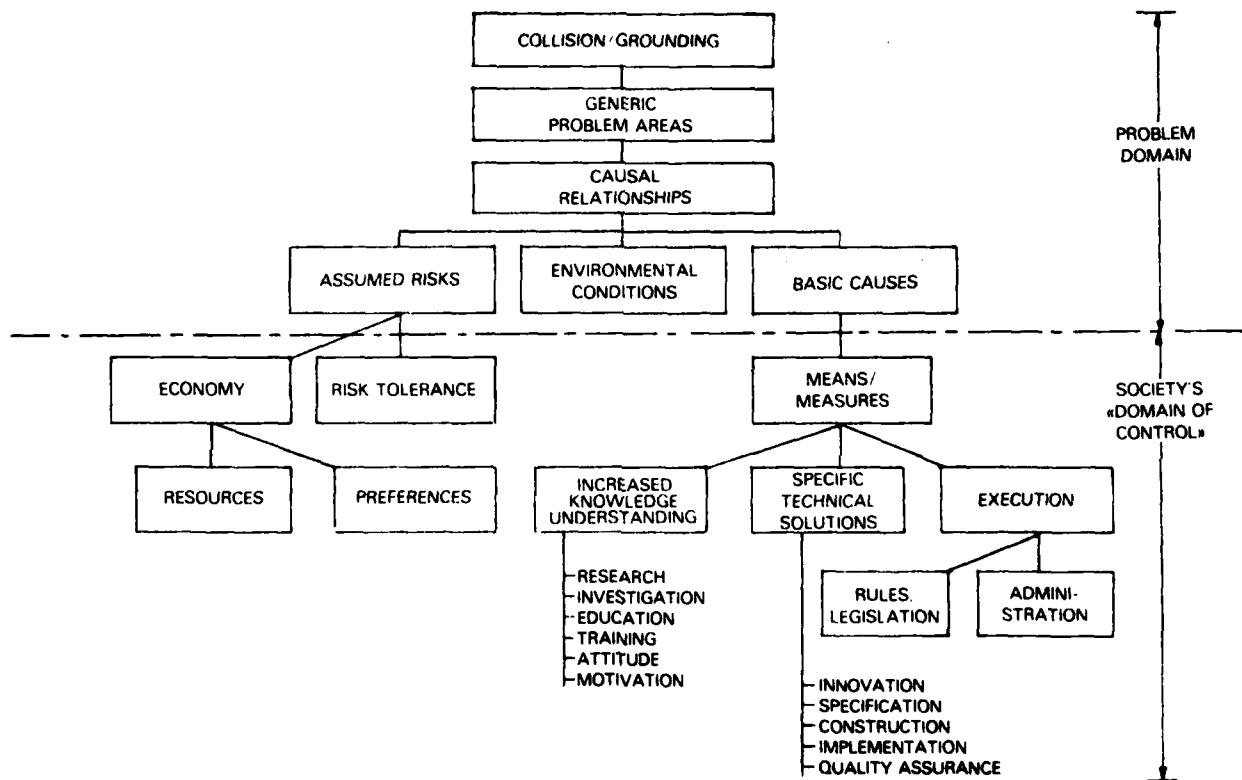 COLLISION/GROUNDING
GENERIC
PROBLEM AREAS
PROBLEM
DOMAIN
CAUSAL
RELATIONSHIPS
ASSUMED RISKS
ENVIRONMENTAL
CONDITIONS
BASIC CAUSES
ECONOMY
RISK TOLERANCE
MEANS/
MEASURES
SOCIETY'S
«DOMAIN OF
CONTROL»
RESOURCES
PREFERENCES
INCREASED
KNOWLEDGE
UNDERSTANDING
SPECIFIC
TECHNICAL
SOLUTIONS
EXECUTION
RESEARCH
INVESTIGATION
EDUCATION
TRAINING
ATTITUDE
MOTIVATION
RULES.
LEGISLATION
ADMINI-
STRATION
INNOVATION
SPECIFICATION
CONSTRUCTION
IMPLEMENTATION
QUALITY ASSURANCE